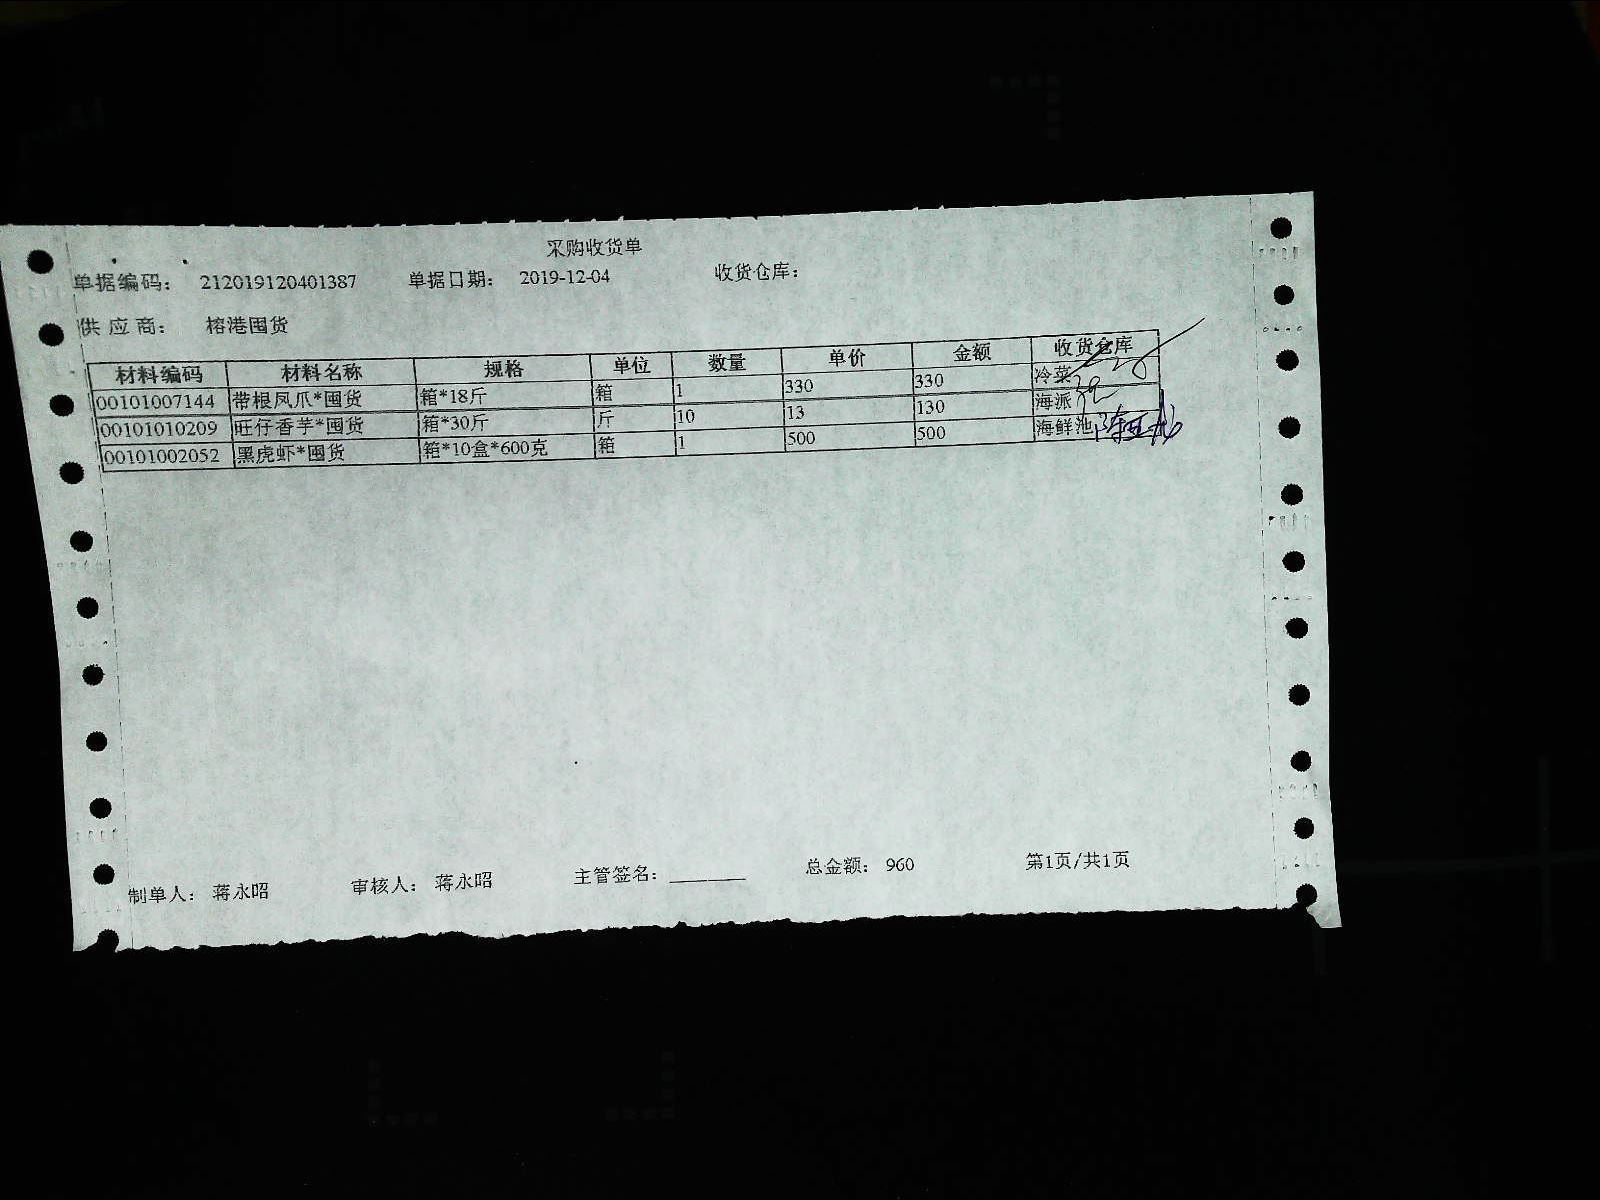 采购收货单
单据编码： 212019120401387 单据日期： 2019-12-04 收货仓库：
供应商： 榕港囤货
材料编码 材料名称 规格 单位 数量 单价 金额 收货仓库
00101007144 带根凤爪*囤货 箱*18斤 箱 1 330 330 冷菜
00101010209 旺仔香芋*囤货 箱*30斤 斤 10 13 130 海派
00101002052 黑虎虾*囤货 箱*10盒*600克 箱 1 500 500 海鲜池
制单人： 蒋永昭 审核人： 蒋永昭 主管签名： 总金额： 960 第1页/共1页